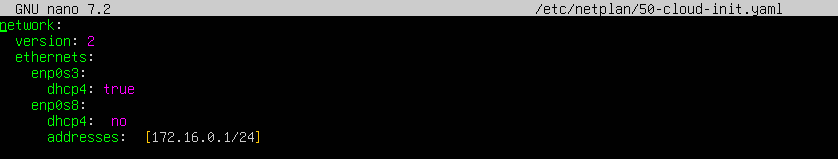 GNU nano 7.2 /etc/netplan/50-cloud-init.yaml
network:
  version: 2
  ethernets:
    enp0s3:
      dhcp4: true
    enp0s8:
      dhcp4:  no
      addresses:  [172.16.0.1/24]